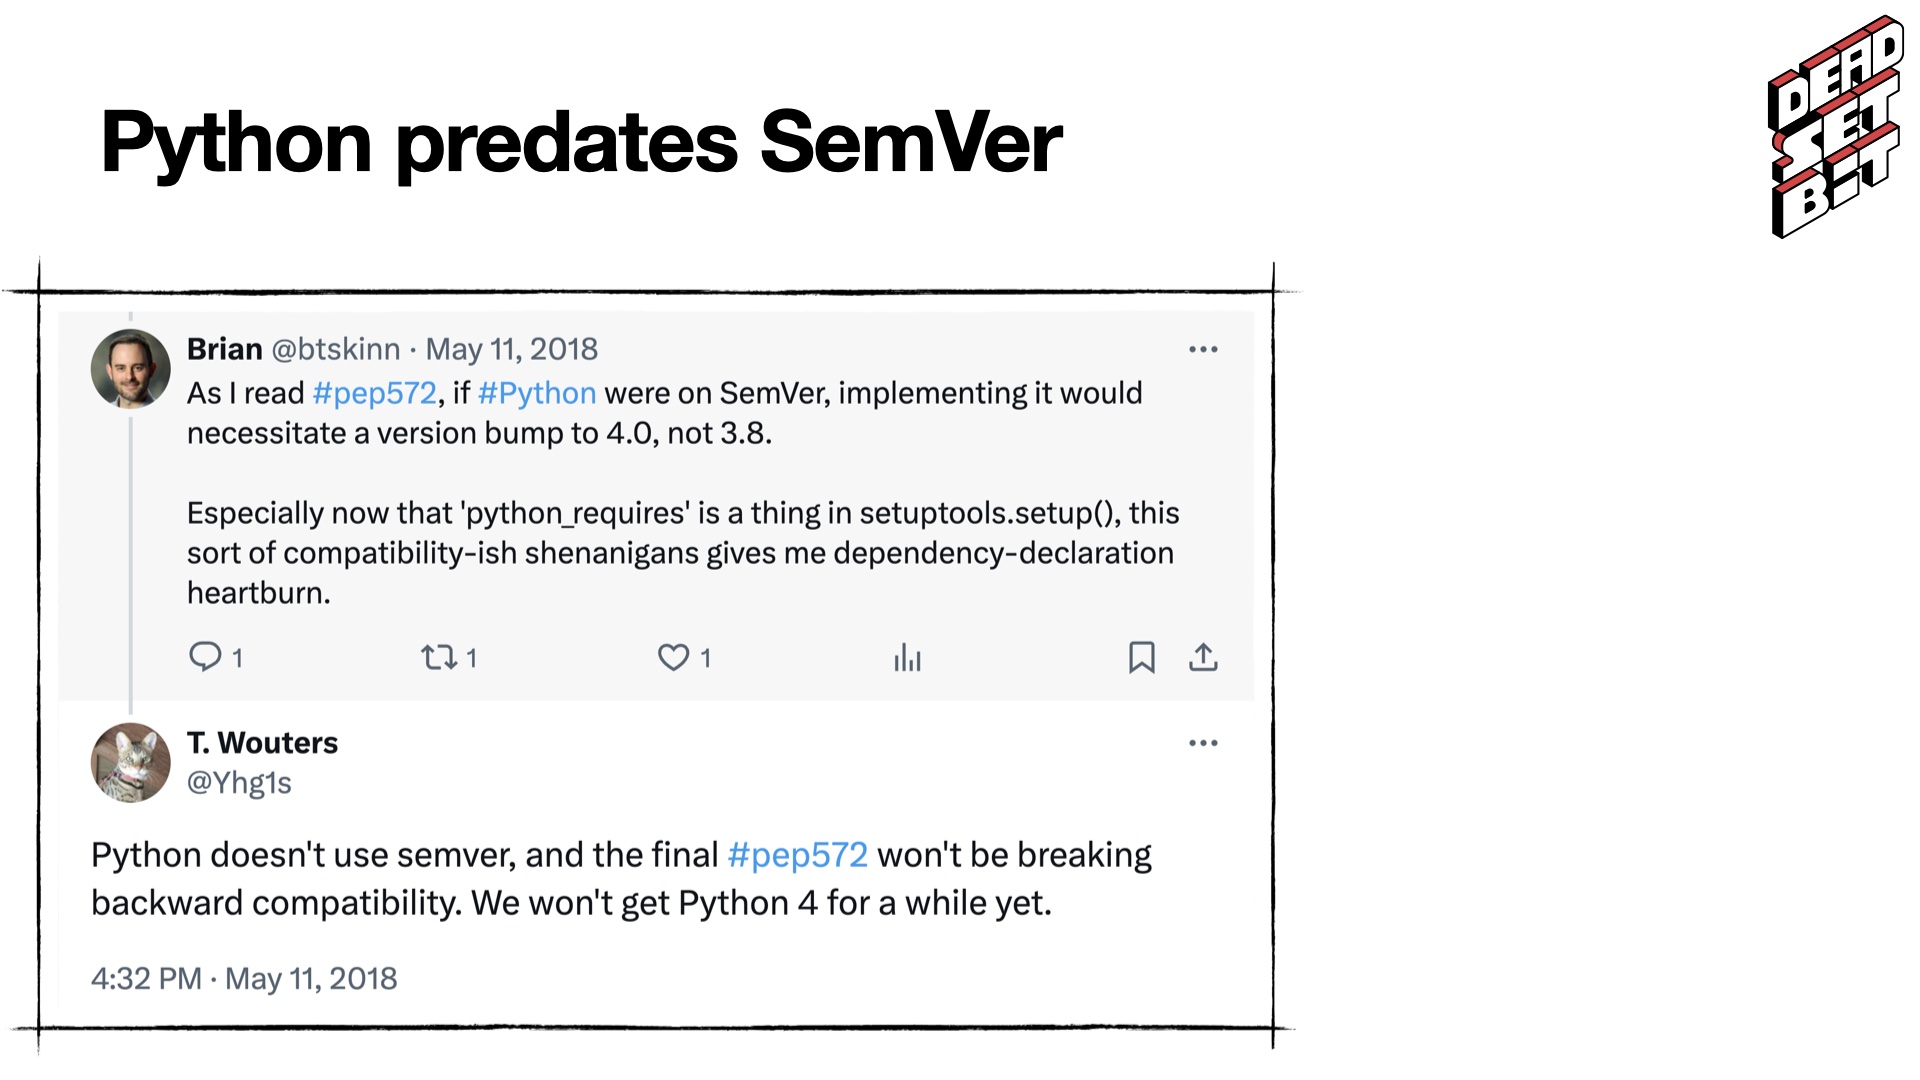 Python predates SemVer
DEAD
SET
BIT
Brian @btskinn · May 11, 2018
As I read #pep572, if #Python were on SemVer, implementing it would
necessitate a version bump to 4.0, not 3.8.
Especially now that 'python_requires' is a thing in setuptools.setup(), this
sort of compatibility-ish shenanigans gives me dependency-declaration
heartburn.
1 1 1
T. Wouters
@Yhg1s
Python doesn't use semver, and the final #pep572 won't be breaking
backward compatibility. We won't get Python 4 for a while yet.
4:32 PM · May 11, 2018